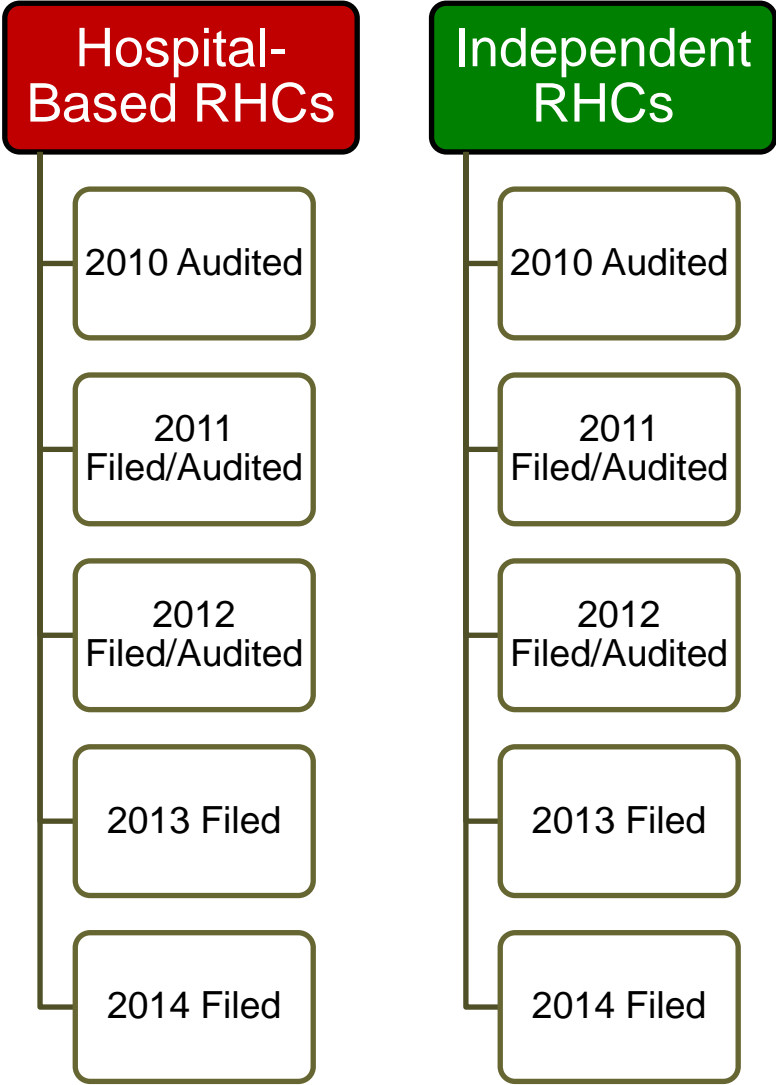 Hospital-
Based RHCs
2010 Audited
2011
Filed/Audited
2012
Filed/Audited
2013 Filed
2014 Filed
Independent
RHCs
2010 Audited
2011
Filed/Audited
2012
Filed/Audited
2013 Filed
2014 Filed